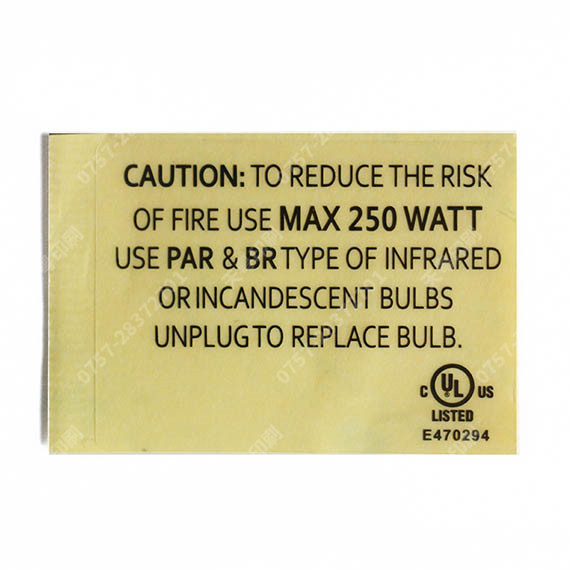 CAUTION: TO REDUCE THE RISK
OF FIRE USE MAX 250 WATT
USE PAR & BR TYPE OF INFRARED
OR INCANDESCENT BULBS
UNPLUG TO REPLACE BULB.
C UL US
LISTED
E470294